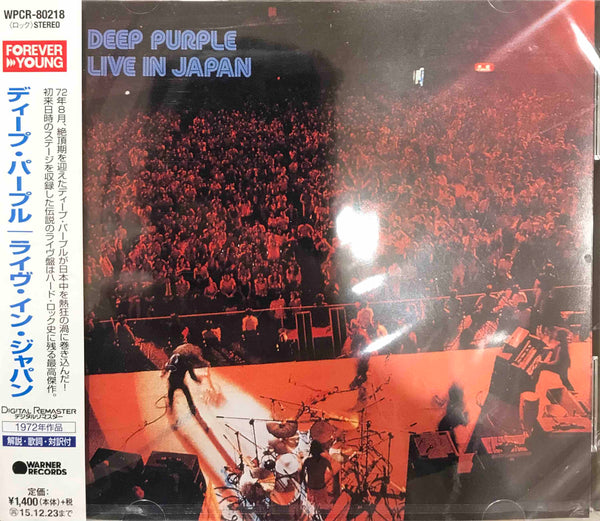 WPCR-80218
(ロック) STEREO
FOREVER
YOUNG
ディープ・パープル│ライヴ・イン・ジャパン
72年8月、絶頂期を迎えたディープ・パープルが日本中を熱狂の渦に巻き込んだ!
初来日時のステージを収録した伝説のライヴ盤はハード・ロック史に残る最高傑作。
DIGITAL REMASTER
デジタルリマスター
1972年作品
解説・歌詞・対訳付
WARNER
RECORDS
定価:
¥1,400(本体)+税
15.12.23まで
DEEP PURPLE
LIVE IN JAPAN